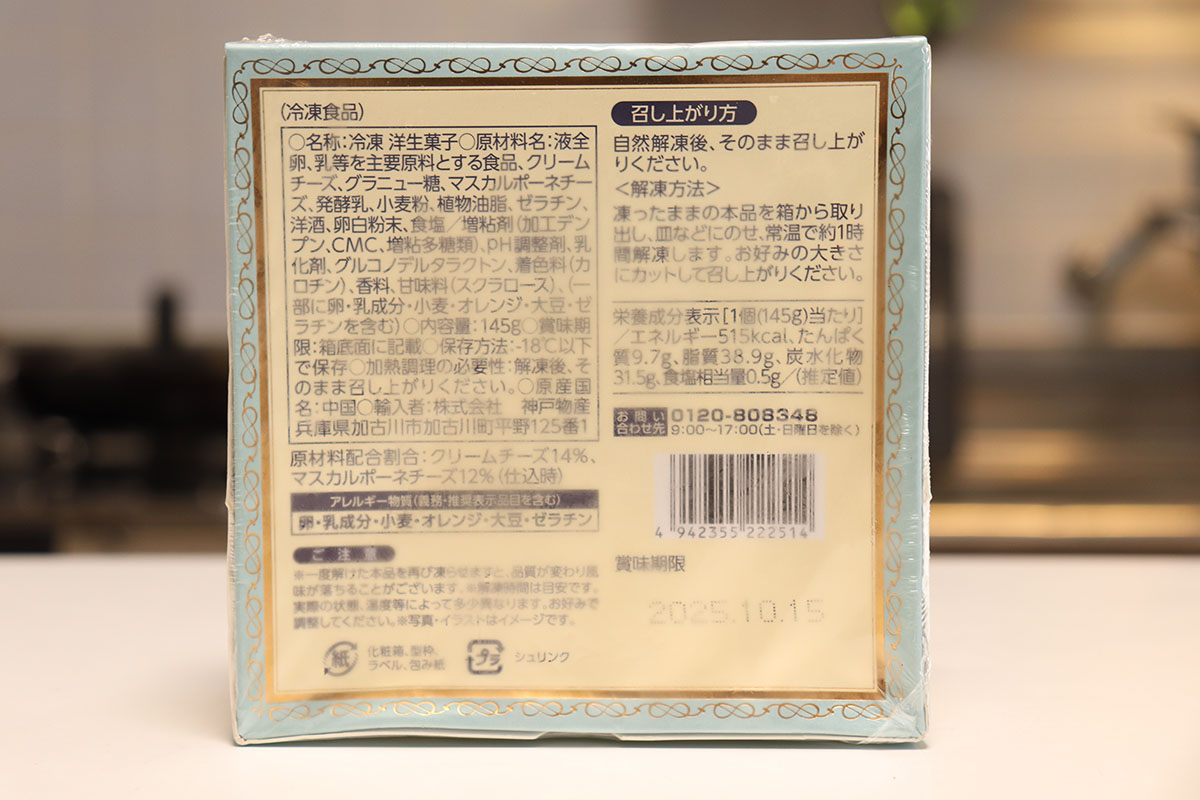 (冷凍食品)
○名称:冷凍 洋生菓子○原材料名:液全
卵、乳等を主要原料とする食品、クリーム
チーズ、グラニュー糖、マスカルポーネチー
ズ、発酵乳、小麦粉、植物油脂、ゼラチン、
洋酒、卵白粉末、食塩/増粘剤(加工デン
プン、CMC、増粘多糖類)、PH調整剤、乳
化剤、グルコノデルタラクトン、着色料(カ
ロチン)、香料、甘味料(スクラロース)、(一
部に卵・乳成分・小麦・オレンジ・大豆・ゼ
ラチンを含む)○内容量:145g○賞味期
限:箱底面に記載○保存方法:-18℃以下
で保存○加熱調理の必要性:解凍後、そ
のまま召し上がりください。○原産国
名:中国○輸入者:株式会社 神戸物産
兵庫県加古川市加古川町平野125番1
原材料配合割合:クリームチーズ14%、
マスカルポーネチーズ12%(仕込時)
アレルギー物質(義務・推奨表示品目を含む)
卵・乳成分・小麦・オレンジ・大豆・ゼラチン
ご注意
※一度解けた本品を再び凍らせますと、品質が変わり風
味が落ちることがございます。※解凍時間は目安です。
実際の状態、温度等によって多少異なります。お好みで
調整してください。※写真・イラストはイメージです。
紙
化粧箱、型枠、
ラベル、包み紙
プラ
シュリンク
召し上がり方
自然解凍後、そのまま召し上が
りください。
<解凍方法>
凍ったままの本品を箱から取り
出し、皿などにのせ、常温で約1時
間解凍します。お好みの大きさ
にカットして召し上がりください。
栄養成分表示[1個(145g)当たり]
/エネルギー515kcal、たんぱく
質9.7g、脂質38.9g、炭水化物
31.5g、食塩相当量0.5g/(推定値)
お問い
合わせ先
0120-808348
9:00〜17:00(土・日曜日を除く)
4 942355 222514
賞味期限
2025.10.15